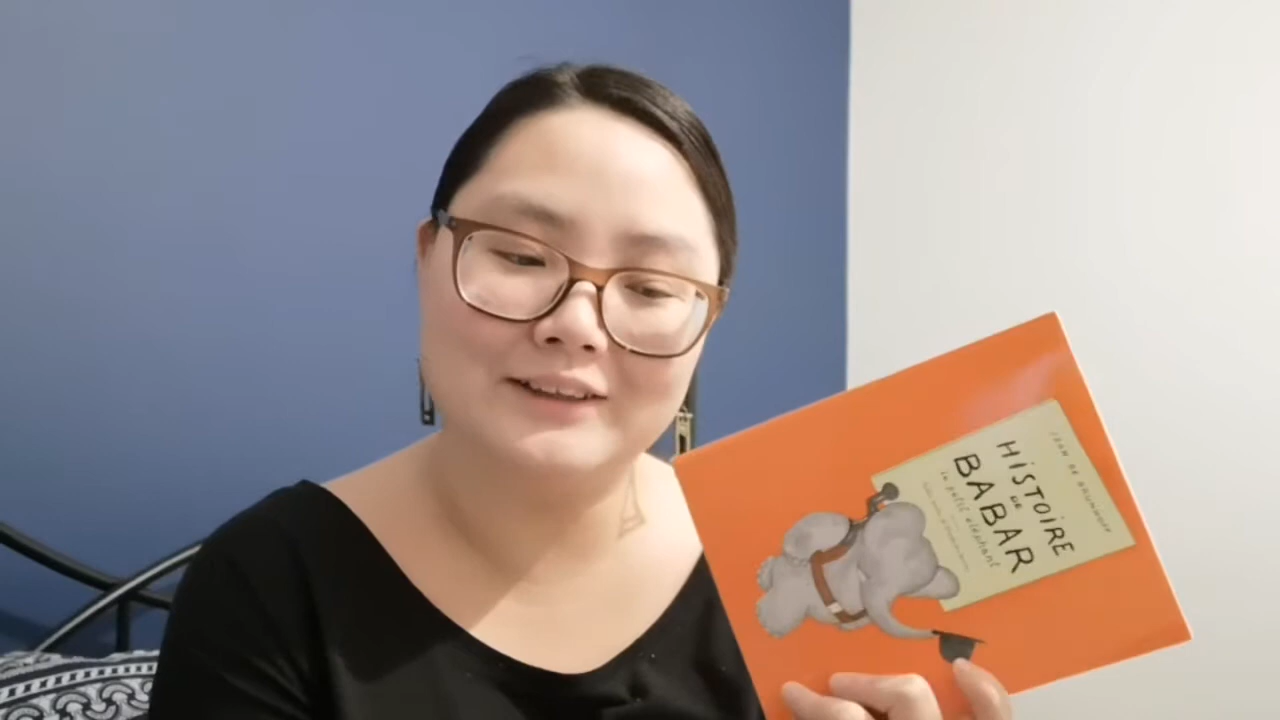 JEAN DE BRUNHOFF
HiSTOiRE
DE
BABAR
le petit éléphant